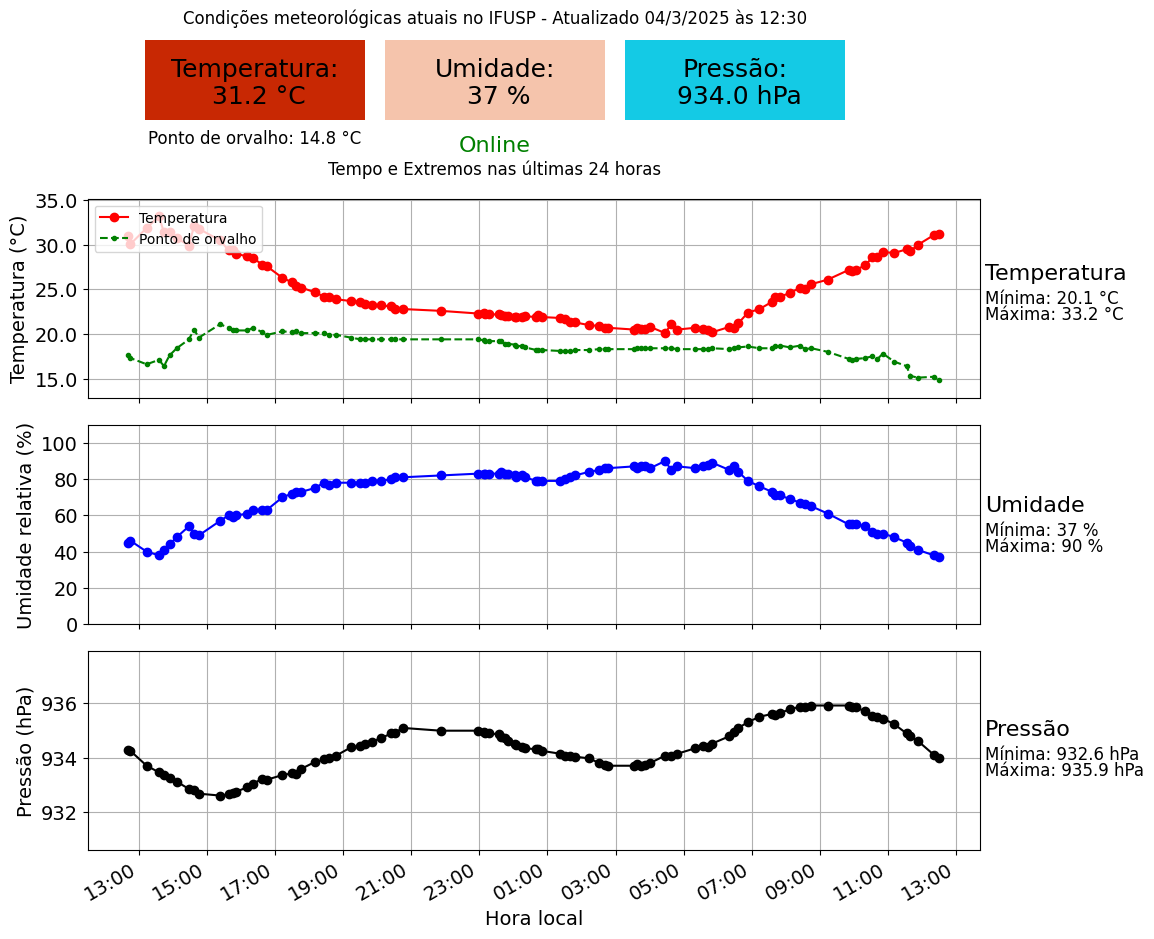 Condições meteorológicas atuais no IFUSP - Atualizado 04/3/2025 às 12:30
Temperatura:
31.2 °C
Umidade:
37 %
Pressão:
934.0 hPa
Ponto de orvalho: 14.8 °C
Online
Tempo e Extremos nas últimas 24 horas
Temperatura (°C)
35.0
30.0
25.0
20.0
15.0
Temperatura
Ponto de orvalho
Temperatura
Mínima: 20.1 °C
Máxima: 33.2 °C
Umidade relativa (%)
100
80
60
40
20
0
Umidade
Mínima: 37 %
Máxima: 90 %
Pressão (hPa)
936
934
932
Pressão
Mínima: 932.6 hPa
Máxima: 935.9 hPa
13:00 15:00 17:00 19:00 21:00 23:00 01:00 03:00 05:00 07:00 09:00 11:00 13:00
Hora local